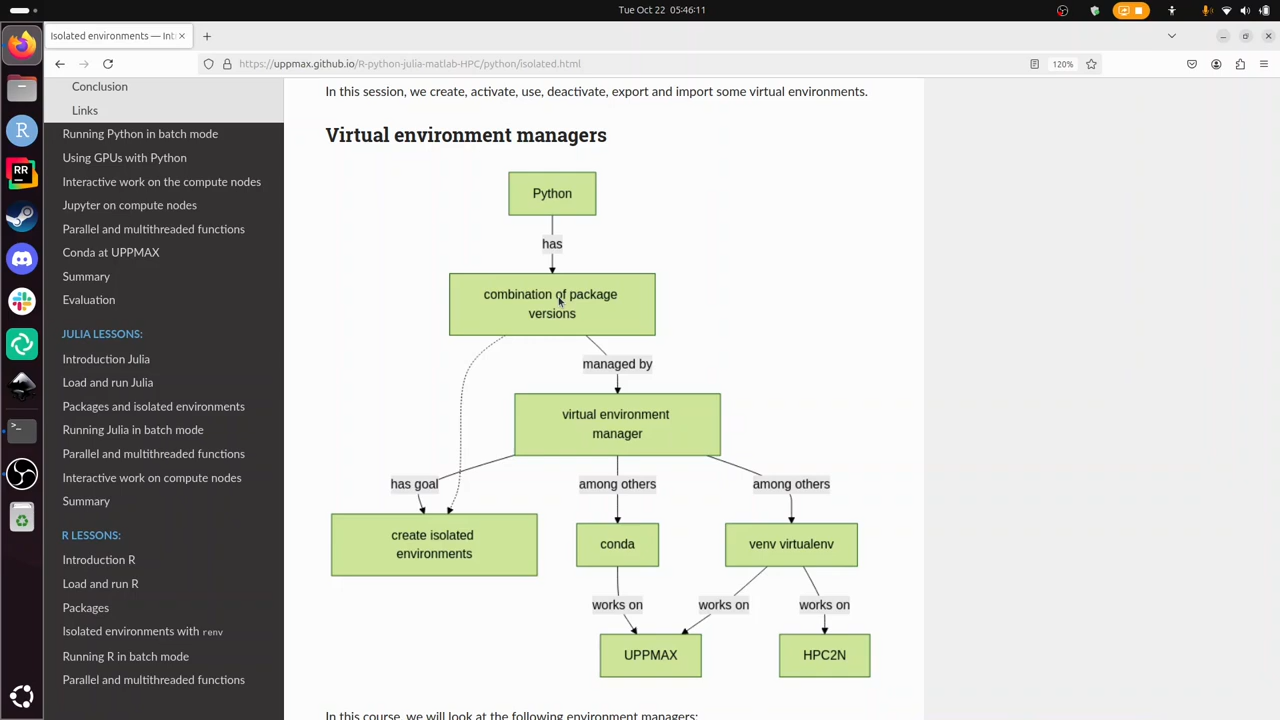 Tue Oct 22 05:46:11
Isolated environments — Int
https://uppmax.github.io/R-python-julia-matlab-HPC/python/isolated.html
120%
Conclusion
Links
Running Python in batch mode
Using GPUs with Python
Interactive work on the compute nodes
Jupyter on compute nodes
Parallel and multithreaded functions
Conda at UPPMAX
Summary
Evaluation
JULIA LESSONS:
Introduction Julia
Load and run Julia
Packages and isolated environments
Running Julia in batch mode
Parallel and multithreaded functions
Interactive work on compute nodes
Summary
R LESSONS:
Introduction R
Load and run R
Packages
Isolated environments with renv
Running R in batch mode
Parallel and multithreaded functions
In this session, we create, activate, use, deactivate, export and import some virtual environments.
Virtual environment managers
Python
has
combination of package
versions
managed by
virtual environment
manager
has goal
among others
among others
create isolated
environments
conda
venv virtualenv
works on
works on
works on
UPPMAX
HPC2N
In this course, we will look at the following environment managers:
R
RR